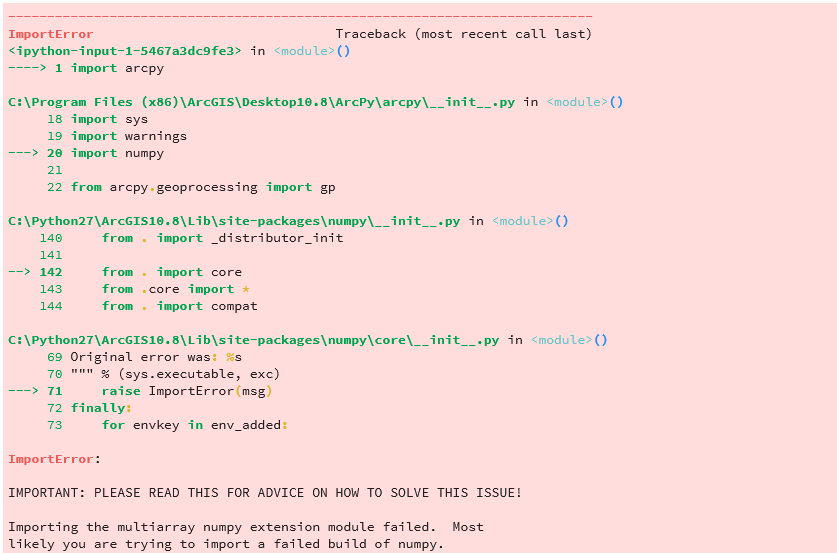 ---------------------------------------------------------------------------
ImportError                               Traceback (most recent call last)
<ipython-input-1-5467a3dc9fe3> in <module>()
----> 1 import arcpy

C:\Program Files (x86)\ArcGIS\Desktop10.8\ArcPy\arcpy\__init__.py in <module>()
     18 import sys
     19 import warnings
---> 20 import numpy
     21
     22 from arcpy.geoprocessing import gp

C:\Python27\ArcGIS10.8\Lib\site-packages\numpy\__init__.py in <module>()
    140     from . import _distributor_init
    141
--> 142     from . import core
    143     from .core import *
    144     from . import compat

C:\Python27\ArcGIS10.8\Lib\site-packages\numpy\core\__init__.py in <module>()
     69 Original error was: %s
     70 """ % (sys.executable, exc)
---> 71     raise ImportError(msg)
     72 finally:
     73     for envkey in env_added:

ImportError:

IMPORTANT: PLEASE READ THIS FOR ADVICE ON HOW TO SOLVE THIS ISSUE!

Importing the multiarray numpy extension module failed.  Most
likely you are trying to import a failed build of numpy.